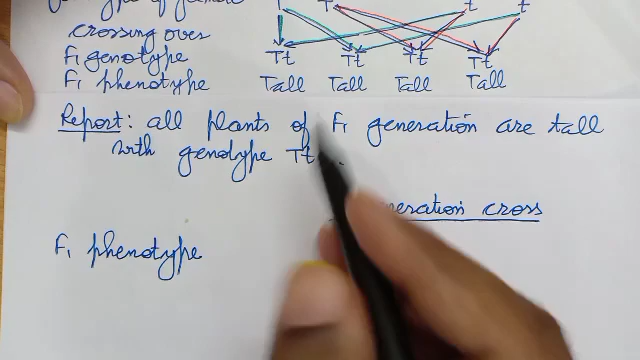 T T t t
crossing over
F1 genotype Tt Tt Tt Tt
F1 phenotype Tall Tall Tall Tall
Report: all plants of F1 generation are tall
with genotype Tt
generation cross
F1 phenotype